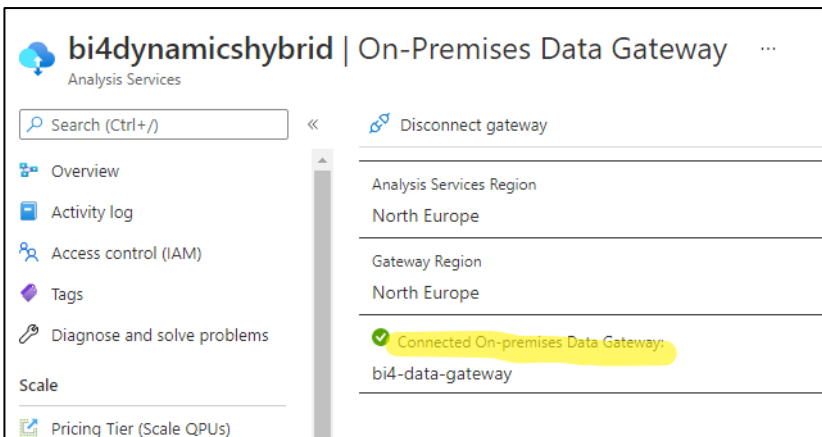 bi4dynamicshybrid | On-Premises Data Gateway ...
Analysis Services
Search (Ctrl+/)
«
Overview
Activity log
Access control (IAM)
Tags
Diagnose and solve problems
Scale
Pricing Tier (Scale QPUs)
Disconnect gateway
Analysis Services Region
North Europe
Gateway Region
North Europe
Connected On-premises Data Gateway:
bi4-data-gateway